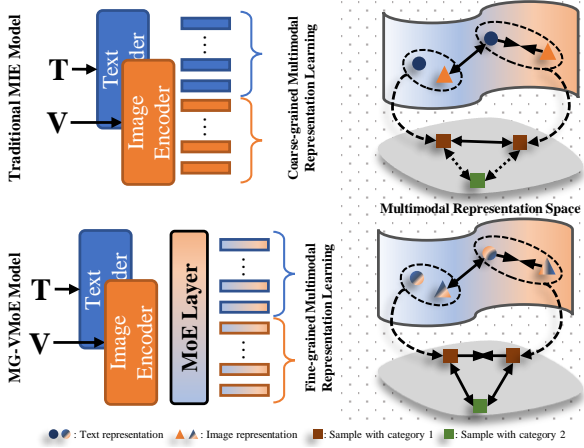 Traditional MIE Model
T
V
Text
Image
Encoder
Coarse-grained Multimodal
Representation Learning
Multimodal Representation Space
MG-VMoE Model
T
V
Text
Image
Encoder
MoE Layer
Fine-grained Multimodal
Representation Learning
: Text representation
: Image representation
: Sample with category 1
: Sample with category 2